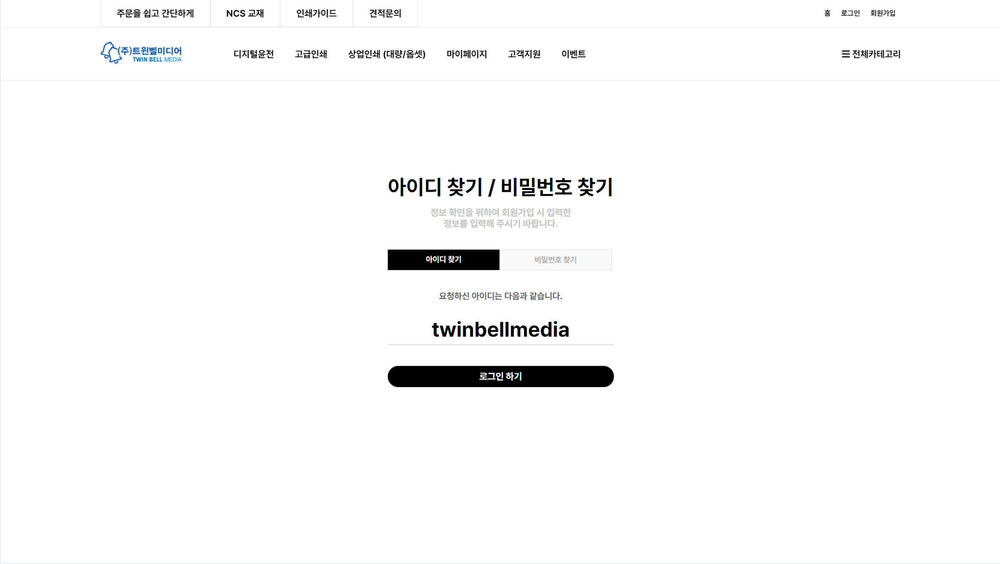 주문을 쉽고 간단하게
NCS 교재
인쇄가이드
견적문의
홈
로그인
회원가입
(주)트윈벨미디어
TWIN BELL MEDIA
디지털윤전
고급인쇄
상업인쇄 (대량/옵셋)
마이페이지
고객지원
이벤트
전체카테고리
아이디 찾기 / 비밀번호 찾기
정보 확인을 위하여 회원가입 시 입력한
정보를 입력해 주시기 바랍니다.
아이디 찾기
비밀번호 찾기
요청하신 아이디는 다음과 같습니다.
twinbellmedia
로그인 하기